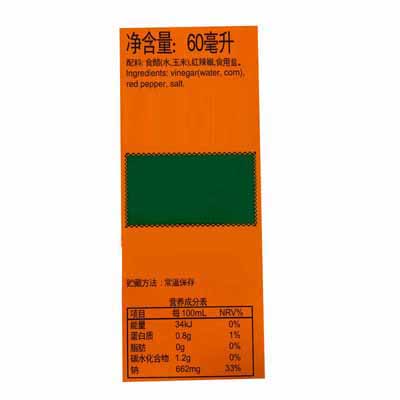 净含量: 60毫升
配料: 食醋(水,玉米),紅辣椒,食用盐。
Ingredients: vinegar(water, corn),
red pepper, salt.
贮藏方法 : 常温保存
营养成分表
项目 每100mL NRV%
能量 34kJ 0%
蛋白质 0.8g 1%
脂肪 0g 0%
碳水化合物 1.2g 0%
钠 662mg 33%